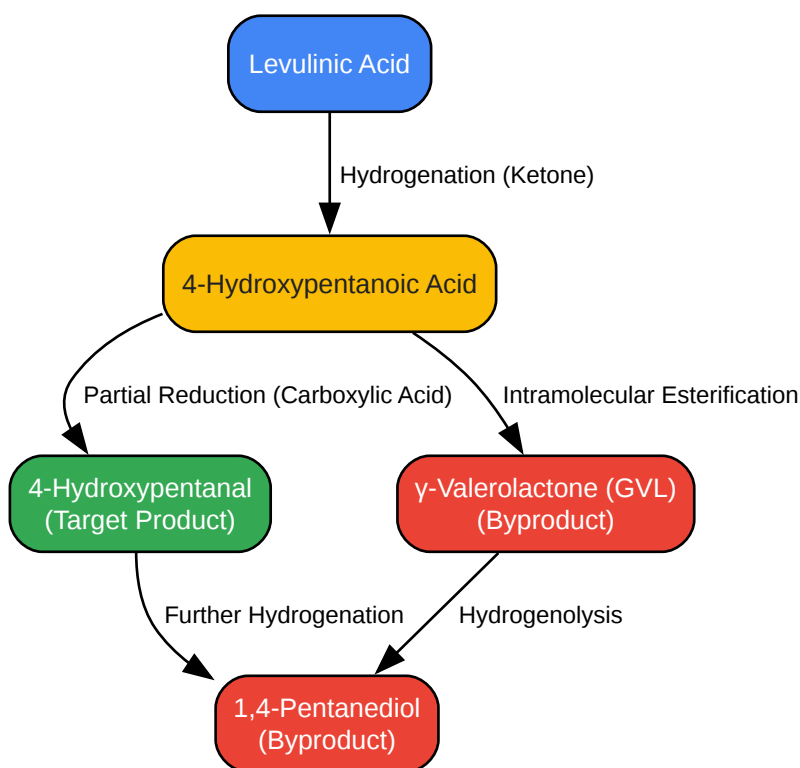 Levulinic Acid
Hydrogenation (Ketone)
4-Hydroxypentanoic Acid
Partial Reduction (Carboxylic Acid)
Intramolecular Esterification
4-Hydroxypentanal
(Target Product)
γ-Valerolactone (GVL)
(Byproduct)
Further Hydrogenation
Hydrogenolysis
1,4-Pentanediol
(Byproduct)